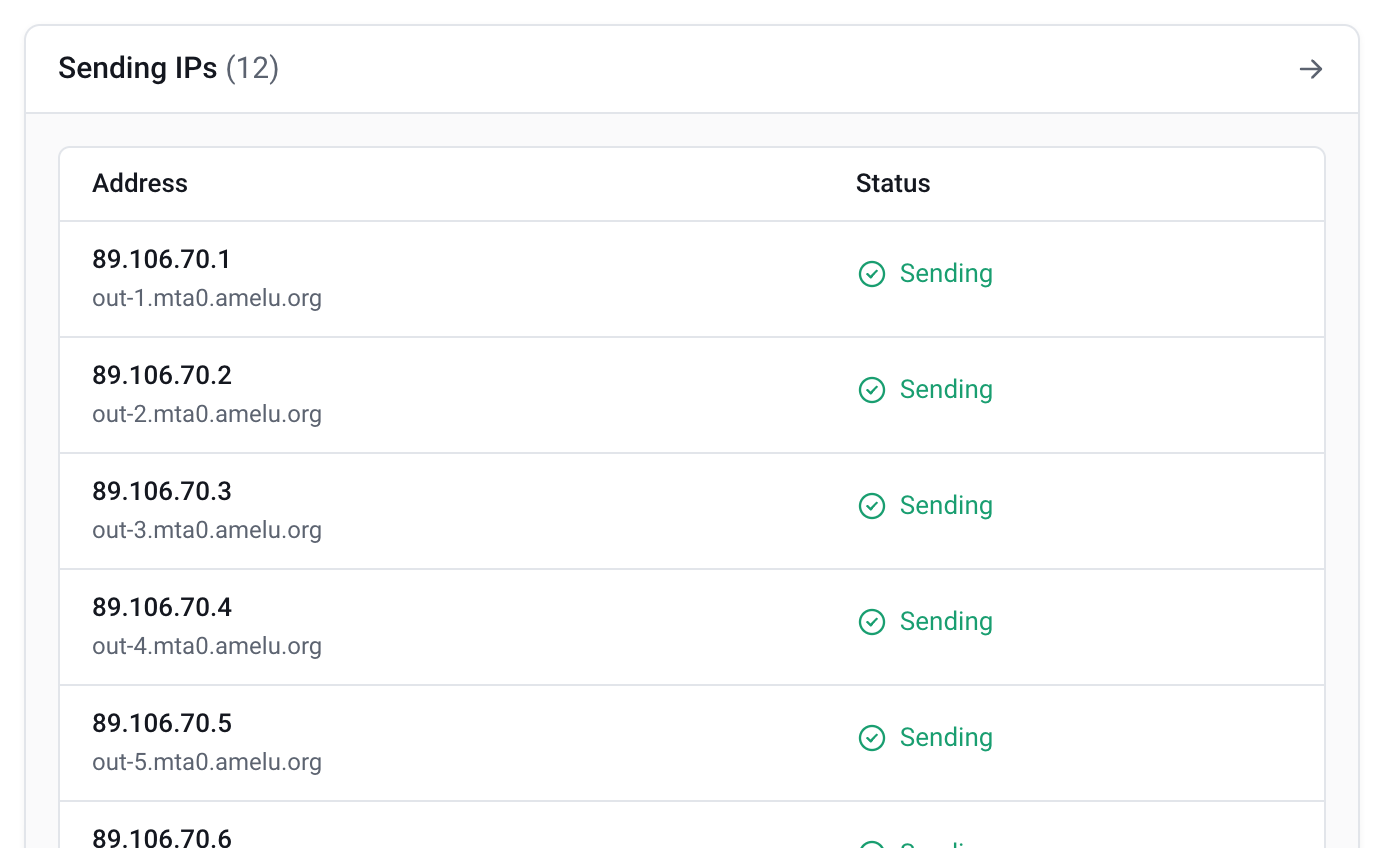 Sending IPs (12)
Address Status
89.106.70.1
out-1.mta0.amelu.org
Sending
89.106.70.2
out-2.mta0.amelu.org
Sending
89.106.70.3
out-3.mta0.amelu.org
Sending
89.106.70.4
out-4.mta0.amelu.org
Sending
89.106.70.5
out-5.mta0.amelu.org
Sending
89.106.70.6